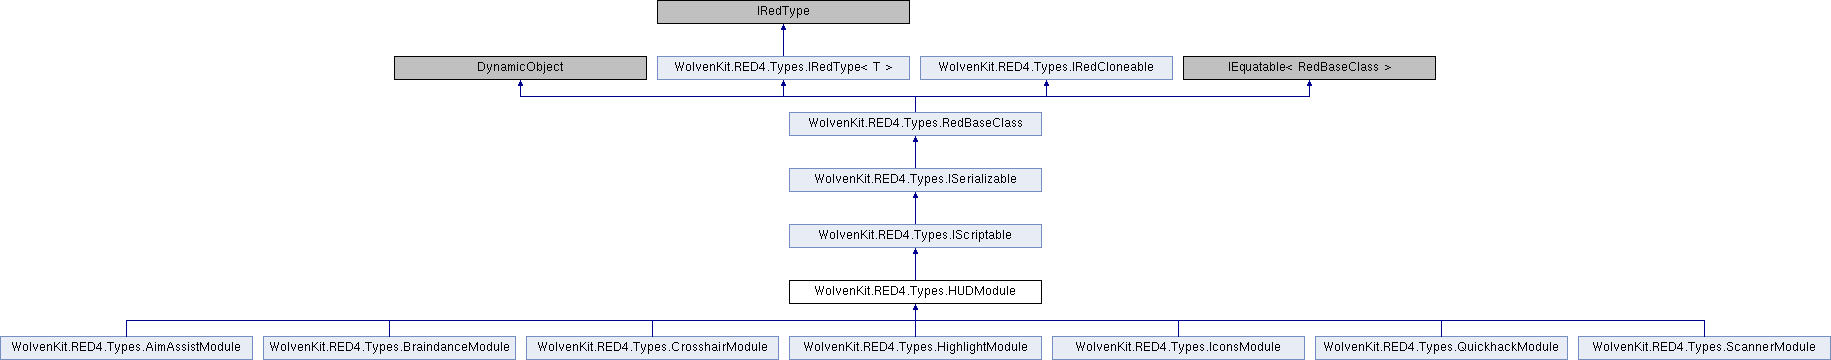 IRedType
DynamicObject
WolvenKit.RED4.Types.IRedType< T >
WolvenKit.RED4.Types.IRedCloneable
IEquatable< RedBaseClass >
WolvenKit.RED4.Types.RedBaseClass
WolvenKit.RED4.Types.ISerializable
WolvenKit.RED4.Types.IScriptable
WolvenKit.RED4.Types.HUDModule
WolvenKit.RED4.Types.AimAssistModule
WolvenKit.RED4.Types.BraindanceModule
WolvenKit.RED4.Types.CrosshairModule
WolvenKit.RED4.Types.HighlightModule
WolvenKit.RED4.Types.IconsModule
WolvenKit.RED4.Types.QuickhackModule
WolvenKit.RED4.Types.ScannerModule